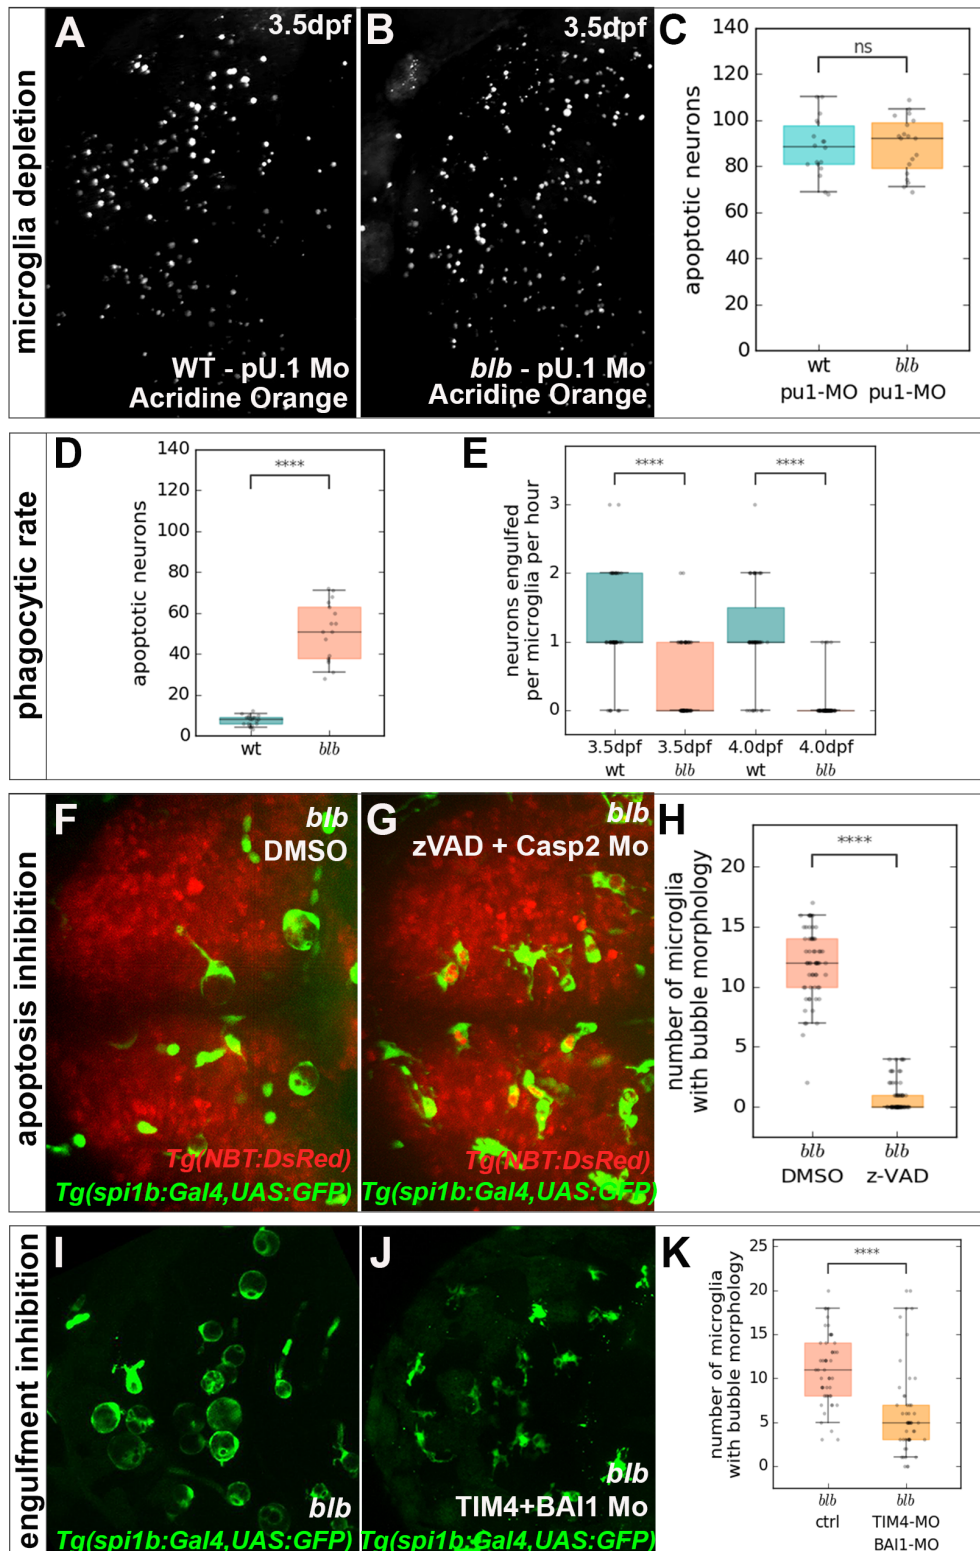 microglia depletion
A
3.5dpf
WT - pU.1 Mo
Acridine Orange
B
3.5dpf
blb - pU.1 Mo
Acridine Orange
C
apoptotic neurons
140
120
100
80
60
40
20
0
ns
wt
pu1-MO
blb
pu1-MO
phagocytic rate
D
apoptotic neurons
140
120
100
80
60
40
20
0
****
wt
blb
E
neurons engulfed
per microglia per hour
3
2
1
0
****
****
3.5dpf
wt
3.5dpf
blb
4.0dpf
wt
4.0dpf
blb
apoptosis inhibition
F
blb
DMSO
Tg(NBT:DsRed)
Tg(spi1b:Gal4,UAS:GFP)
G
blb
zVAD + Casp2 Mo
Tg(NBT:DsRed)
Tg(spi1b:Gal4,UAS:GFP)
H
number of microglia
with bubble morphology
20
15
10
5
0
****
blb
DMSO
blb
z-VAD
engulfment inhibition
I
blb
Tg(spi1b:Gal4,UAS:GFP)
J
blb
TIM4+BAI1 Mo
Tg(spi1b:Gal4,UAS:GFP)
K
number of microglia
with bubble morphology
25
20
15
10
5
0
****
blb
ctrl
blb
TIM4-MO
BAI1-MO